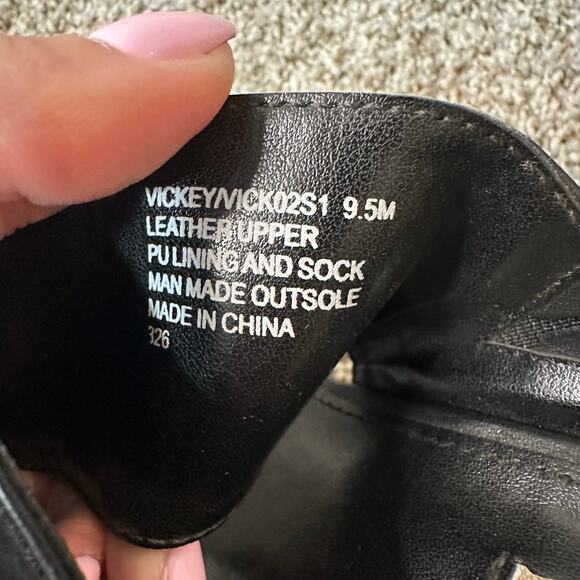 VICKEY/VICK02S1 9.5M
LEATHER UPPER
PU LINING AND SOCK
MAN MADE OUTSOLE
MADE IN CHINA
326